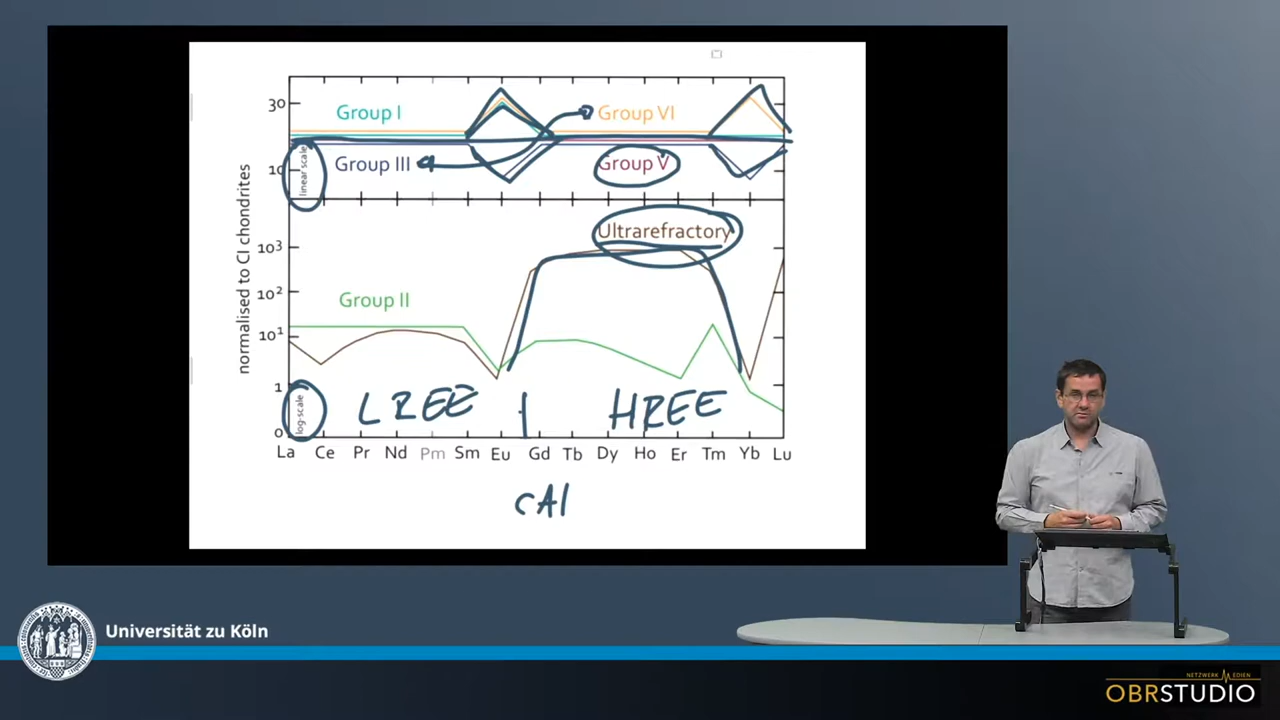 30
Group I
Group VI
10
linear scale
Group III
Group V
normalised to CI chondrites
Ultrarefractory
10³
10²
Group II
10¹
1
log-scale
LREE | HREE
0
La Ce Pr Nd Pm Sm Eu Gd Tb Dy Ho Er Tm Yb Lu
CAI
Universität zu Köln
NETZWERK MEDIEN
OBRSTUDIO